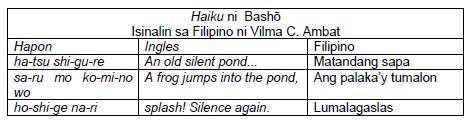 Haiku ni Bashō
Isinalin sa Filipino ni Vilma C. Ambat
Hapon Ingles Filipino
ha-tsu shi-gu-re An old silent pond... Matandang sapa
sa-ru mo ko-mi-no A frog jumps into the pond, Ang palaka'y tumalon
wo
ho-shi-ge na-ri splash! Silence again. Lumalagaslas